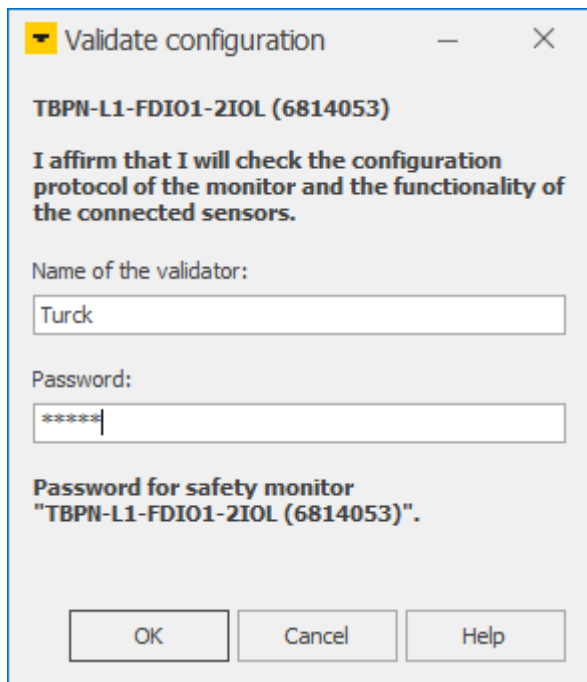 Validate configuration
TBPN-L1-FDIO1-2IOL (6814053)
I affirm that I will check the configuration
protocol of the monitor and the functionality of
the connected sensors.
Name of the validator:
Turck
Password:
*****
Password for safety monitor
"TBPN-L1-FDIO1-2IOL (6814053)".
OK
Cancel
Help